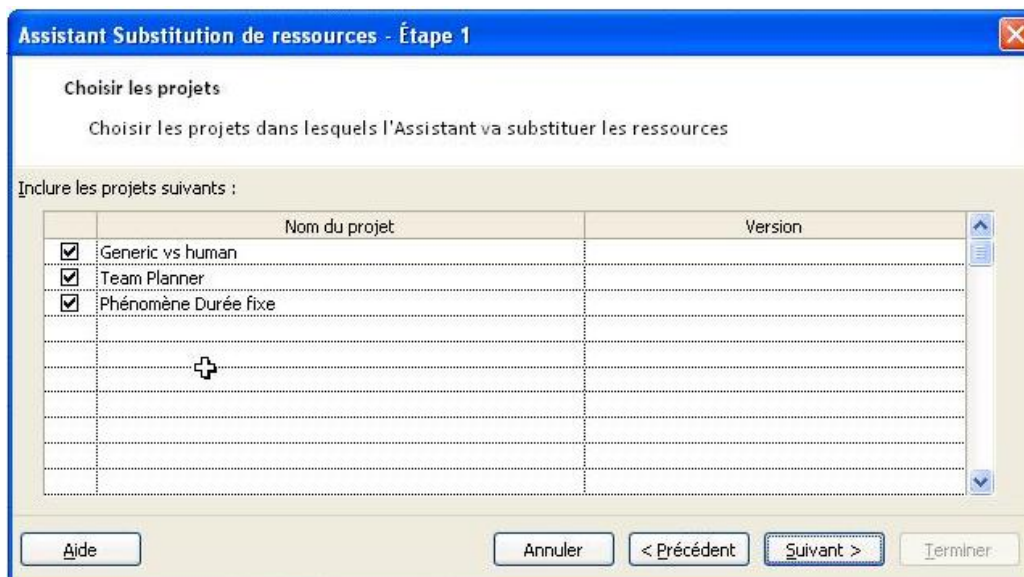 Assistant Substitution de ressources - Étape 1
Choisir les projets
Choisir les projets dans lesquels l'Assistant va substituer les ressources
Inclure les projets suivants :
Nom du projet Version
Generic vs human
Team Planner
Phénomène Durée fixe
Aide Annuler < Précédent Suivant > Terminer